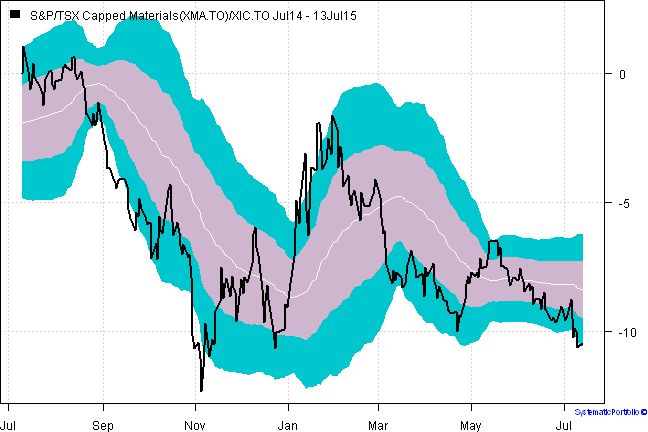 S&P/TSX Capped Materials(XMA.TO)/XIC.TO Jul14 - 13Jul15
0
-5
-10
Jul Sep Nov Jan Mar May Jul
SystematicPortfolio ©